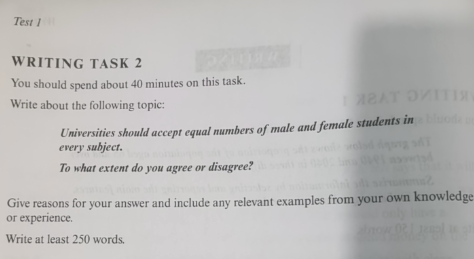 Test 1
WRITING TASK 2
You should spend about 40 minutes on this task.
Write about the following topic:
Universities should accept equal numbers of male and female students in
every subject.
To what extent do you agree or disagree?
Give reasons for your answer and include any relevant examples from your own knowledge
or experience.
Write at least 250 words.